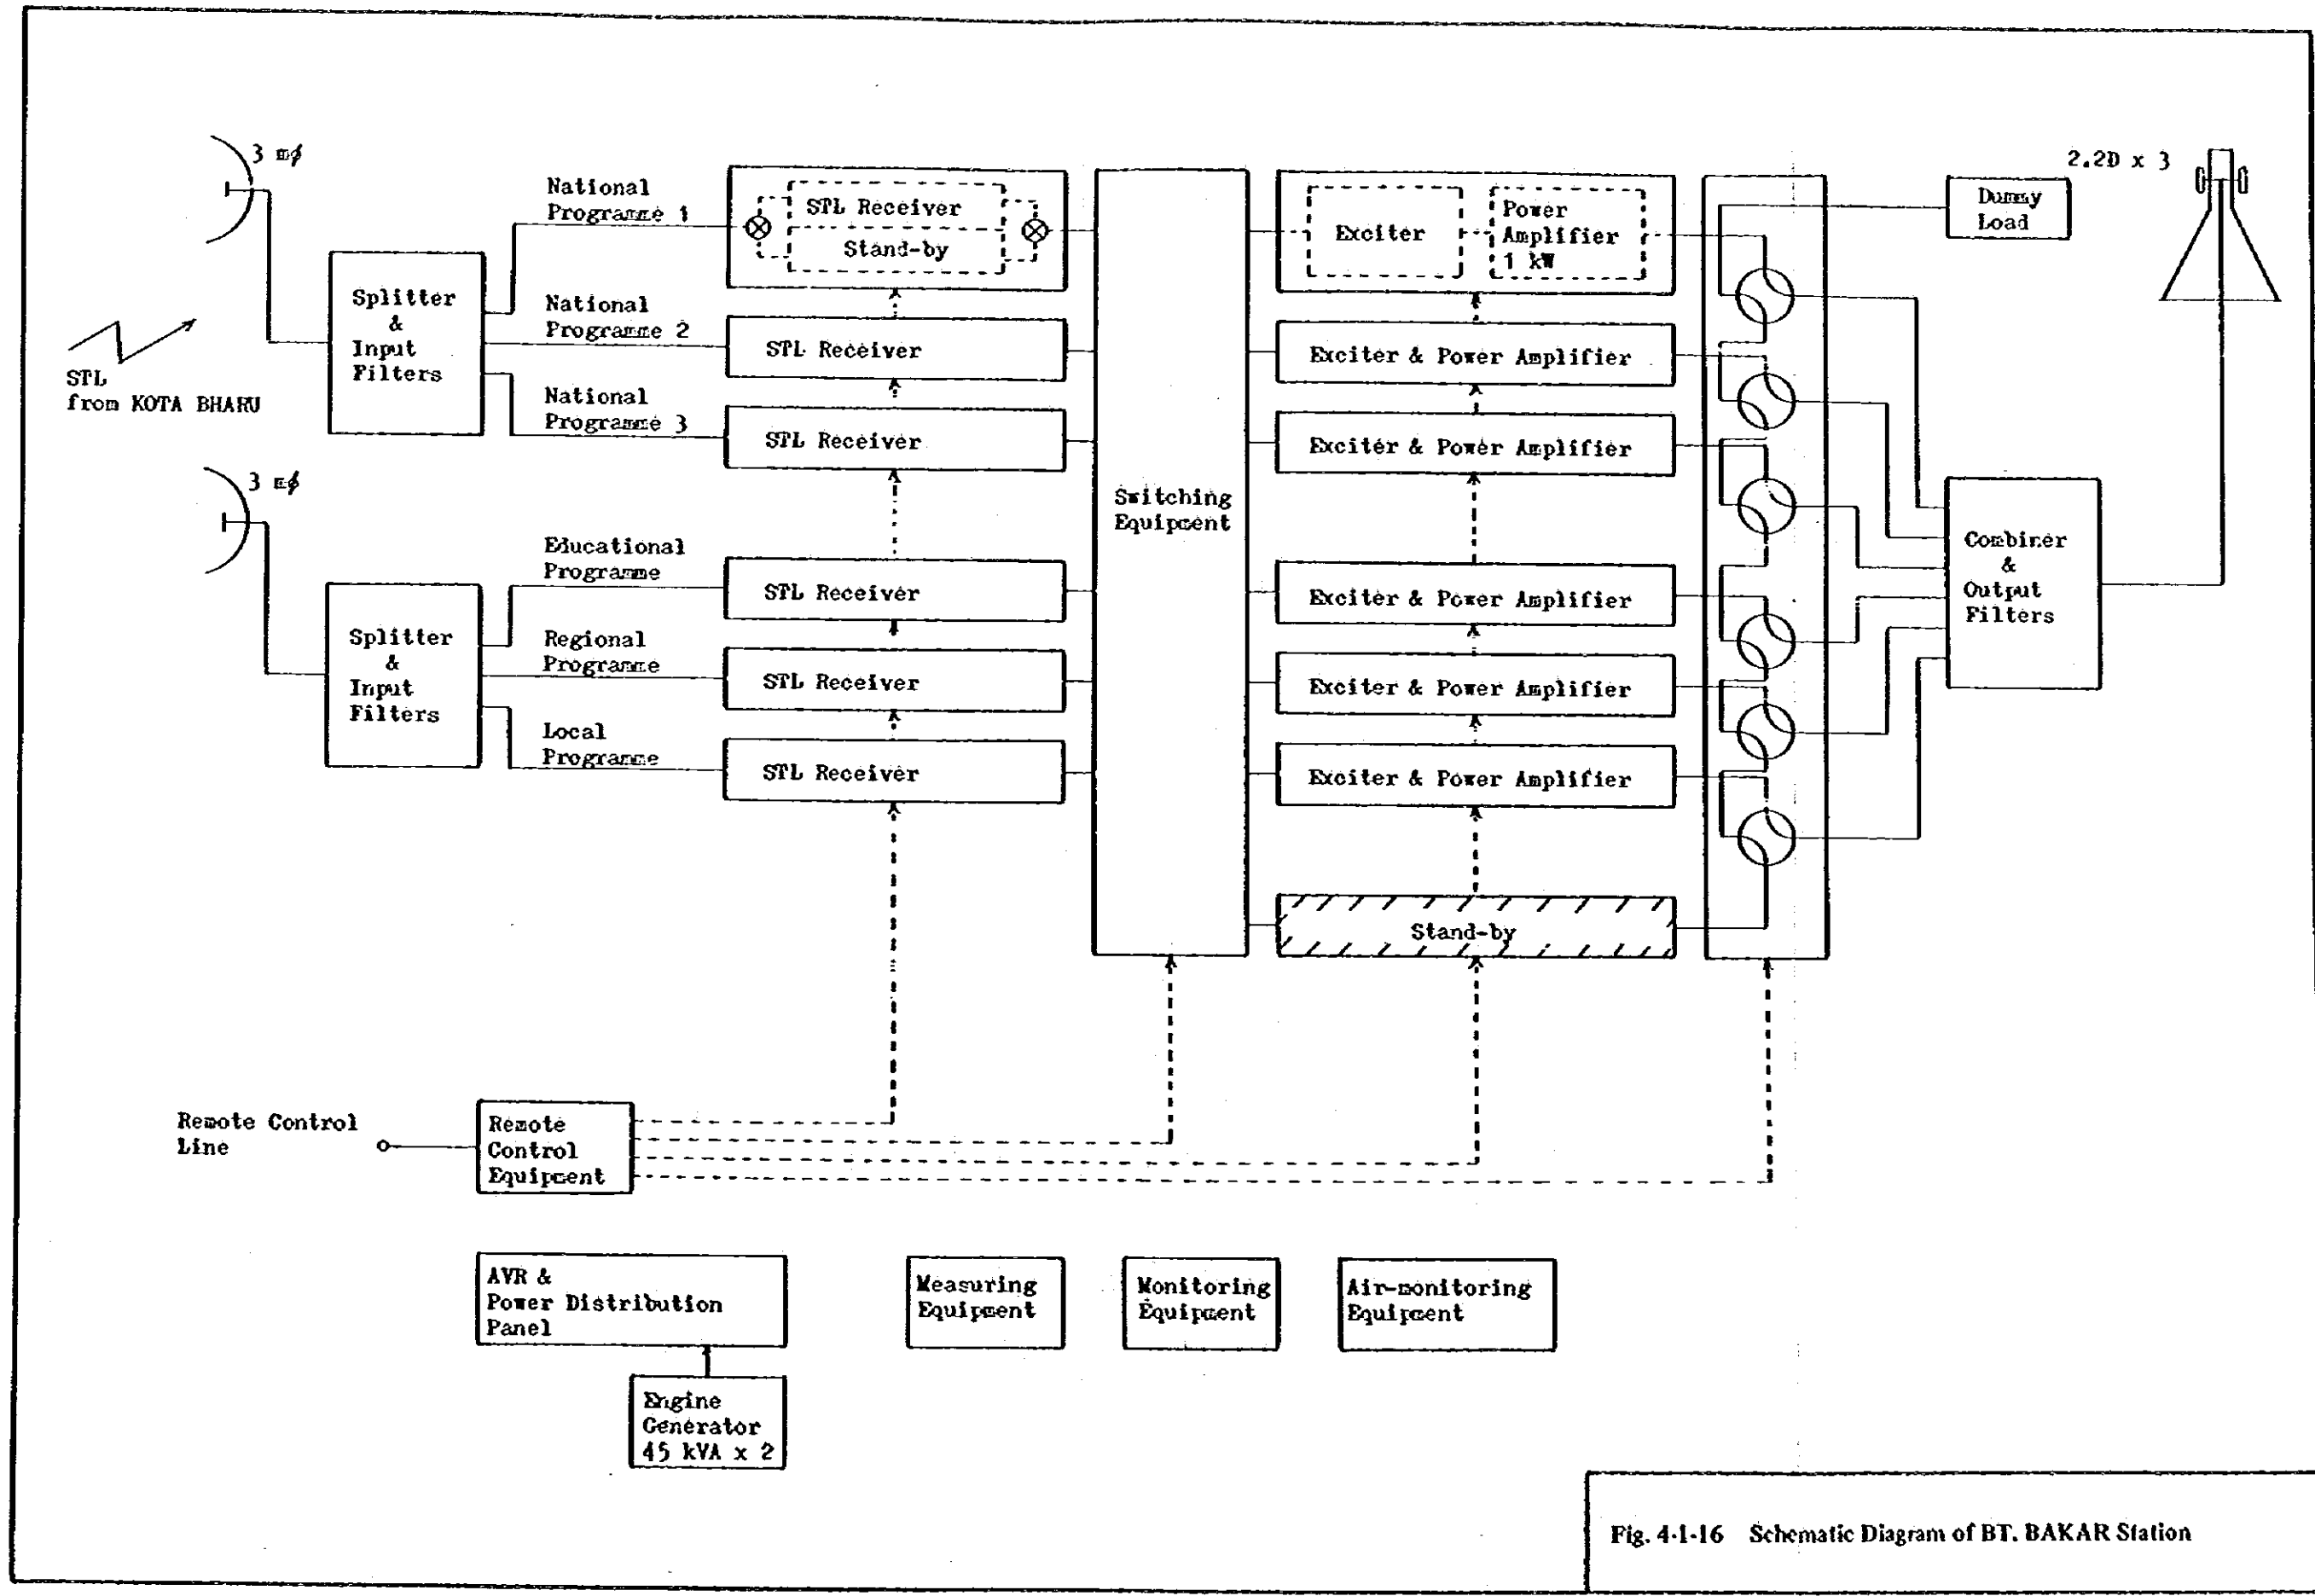 3 mφ
STL
from KOTA BHARU
Splitter
&
Input
Filters
National
Programme 1
National
Programme 2
National
Programme 3
STL Receiver
Stand-by
STL Receiver
STL Receiver
3 mφ
Splitter
&
Input
Filters
Educational
Programme
Regional
Programme
Local
Programme
STL Receiver
STL Receiver
STL Receiver
Switching
Equipment
Exciter
Power
Amplifier
1 kW
Exciter & Power Amplifier
Exciter & Power Amplifier
Exciter & Power Amplifier
Exciter & Power Amplifier
Exciter & Power Amplifier
Stand-by
Dummy
Load
2.2D x 3
Combiner
&
Output
Filters
Remote Control
Line
Remote
Control
Equipment
AVR &
Power Distribution
Panel
Engine
Generator
45 kVA x 2
Measuring
Equipment
Monitoring
Equipment
Air-monitoring
Equipment
Fig. 4-1-16 Schematic Diagram of BT. BAKAR Station